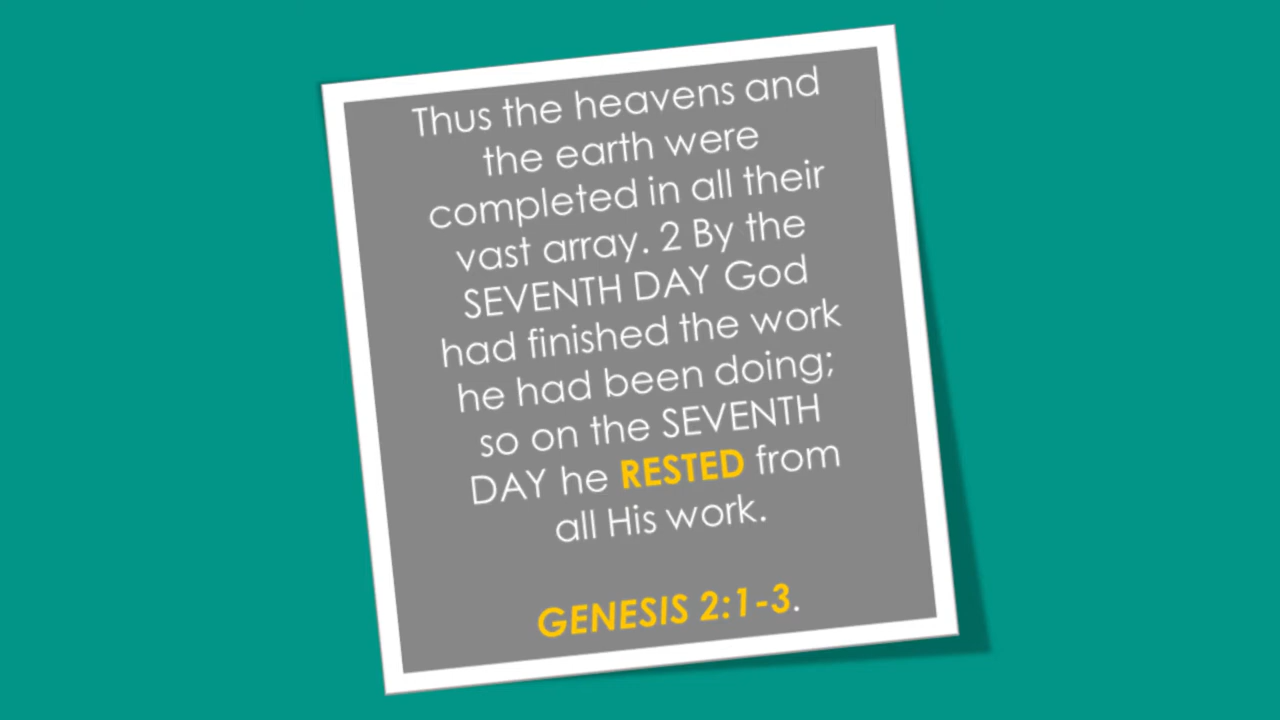 Thus the heavens and
the earth were
completed in all their
vast array. 2 By the
SEVENTH DAY God
had finished the work
he had been doing;
so on the SEVENTH
DAY he RESTED from
all His work.
GENESIS 2:1-3.